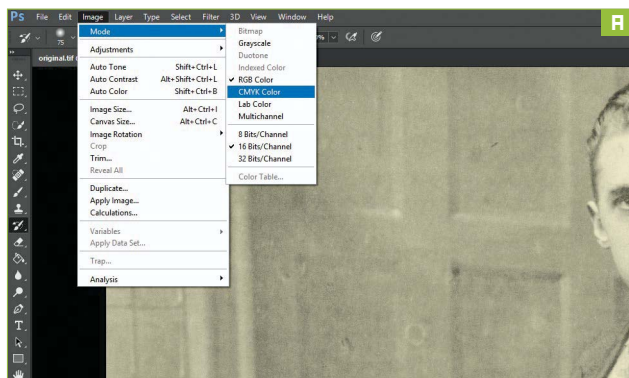 Ps File Edit Image Layer Type Select Filter 3D View Window Help
75
original.tif
Mode
Adjustments
Auto Tone Shift+Ctrl+L
Auto Contrast Alt+Shift+Ctrl+L
Auto Color Shift+Ctrl+B
Image Size... Alt+Ctrl+I
Canvas Size... Alt+Ctrl+C
Image Rotation
Crop
Trim...
Reveal All
Duplicate...
Apply Image...
Calculations...
Variables
Apply Data Set...
Trap...
Analysis
Bitmap
Grayscale
Duotone
Indexed Color
RGB Color
CMYK Color
Lab Color
Multichannel
8 Bits/Channel
16 Bits/Channel
32 Bits/Channel
Color Table...